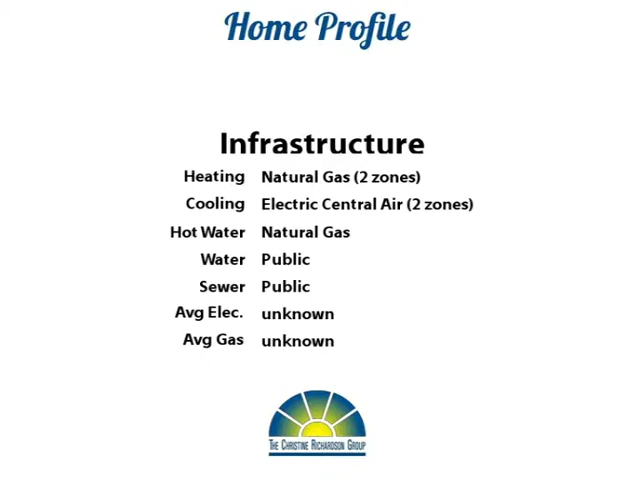 Home Profile
Infrastructure
Heating Natural Gas (2 zones)
Cooling Electric Central Air (2 zones)
Hot Water Natural Gas
Water Public
Sewer Public
Avg Elec. unknown
Avg Gas unknown
The Christine Richardson Group